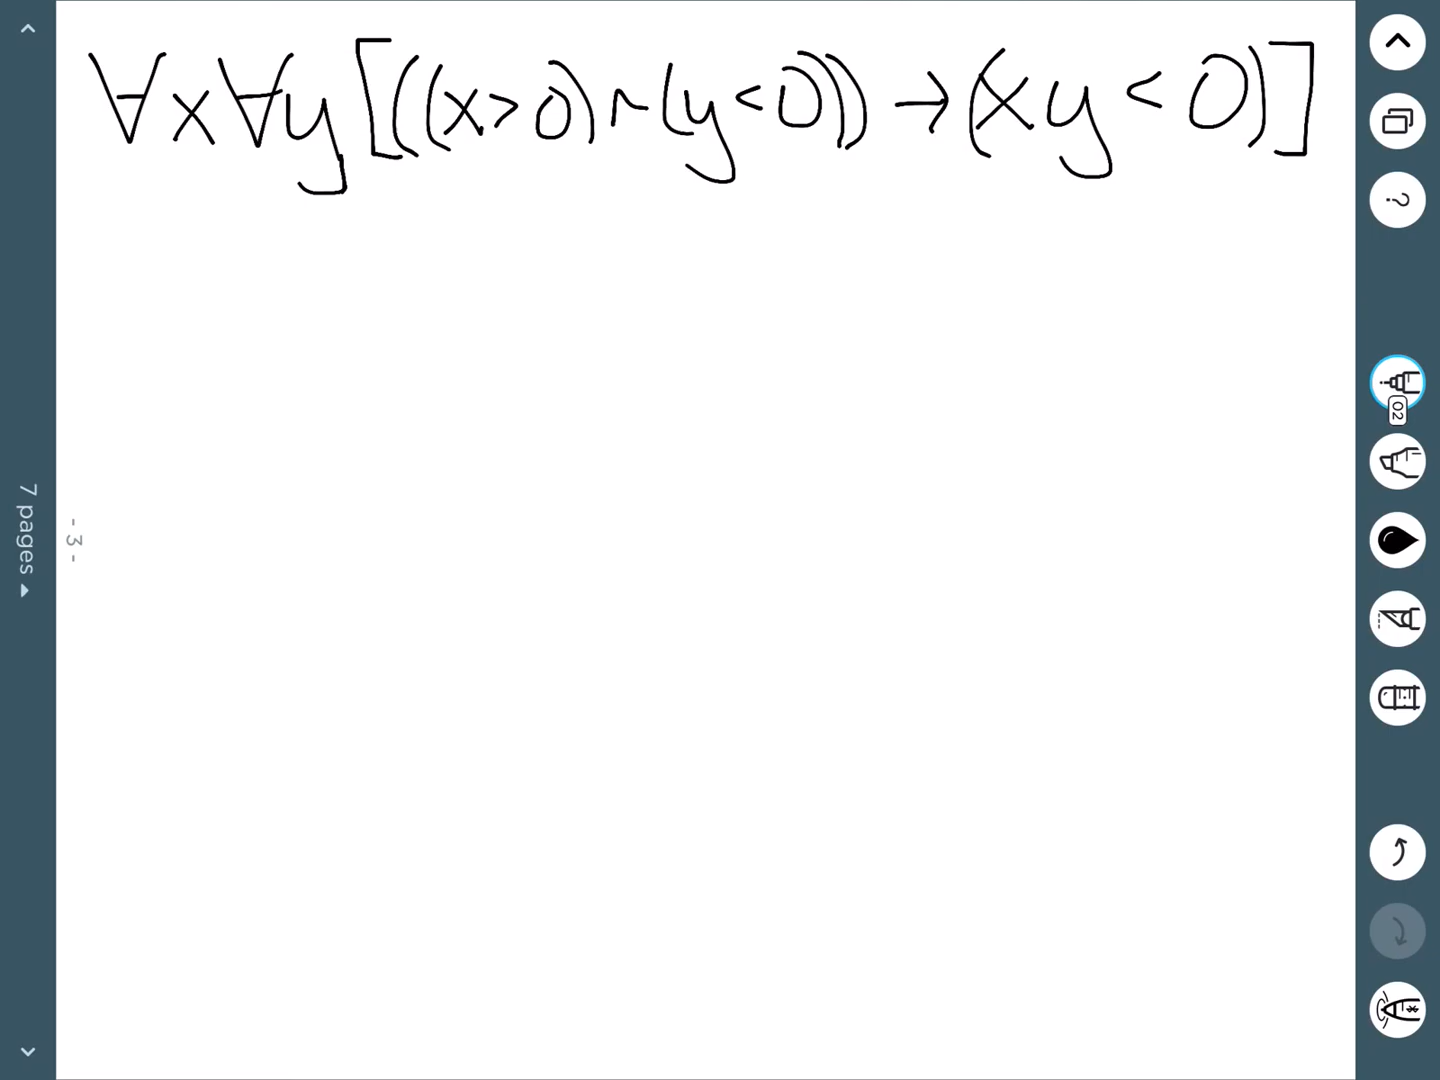 ∀x∀y[((x>0)∧(y<0))→(xy<0)]
?
02
7 pages
- 3 -